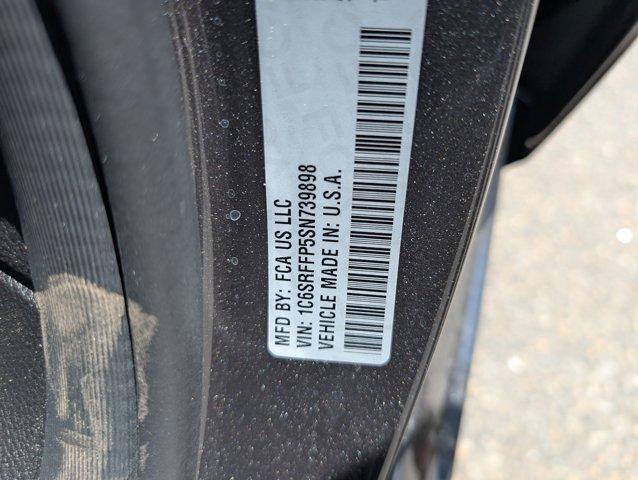 MFD BY: FCA US LLC
VIN: 1C6SRFFP5SN739898
VEHICLE MADE IN: U.S.A.